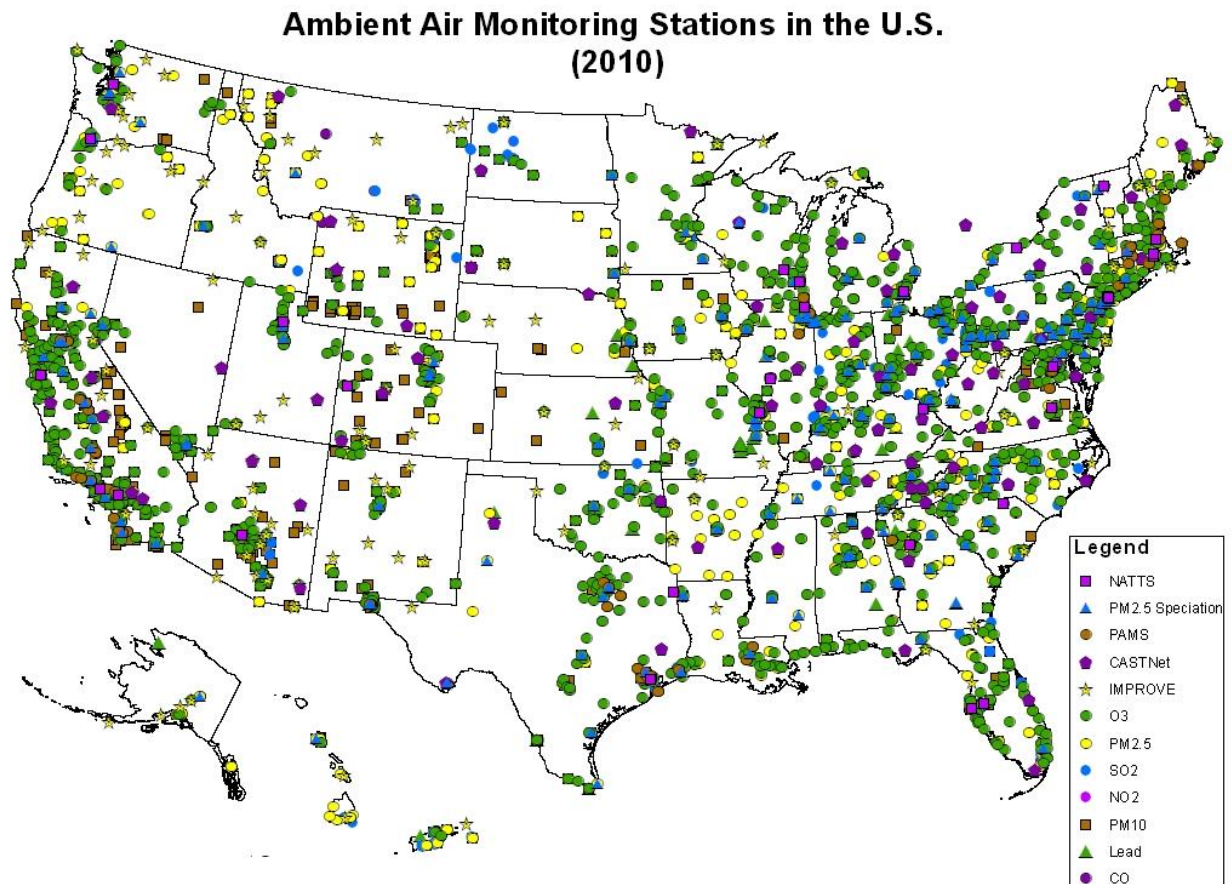 Ambient Air Monitoring Stations in the U.S.
(2010)
Legend
NATTS
PM2.5 Speciation
PAMS
CASTNet
IMPROVE
O3
PM2.5
SO2
NO2
PM10
Lead
CO